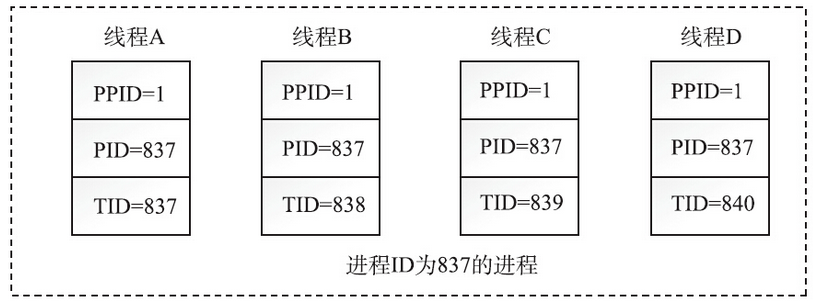 线程A 线程B 线程C 线程D
PPID=1 PPID=1 PPID=1 PPID=1
PID=837 PID=837 PID=837 PID=837
TID=837 TID=838 TID=839 TID=840
进程ID为837的进程